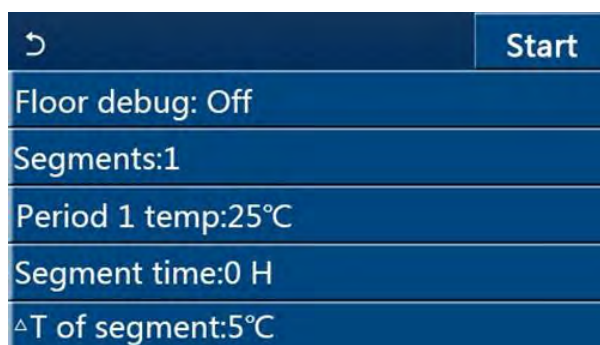 Start
Floor debug: Off
Segments:1
Period 1 temp:25℃
Segment time:0 H
△T of segment:5℃